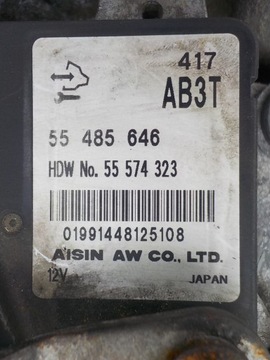 417
AB3T
55 485 646
HDW No. 55 574 323
01991448125108
AISIN AW CO., LTD.
12V JAPAN